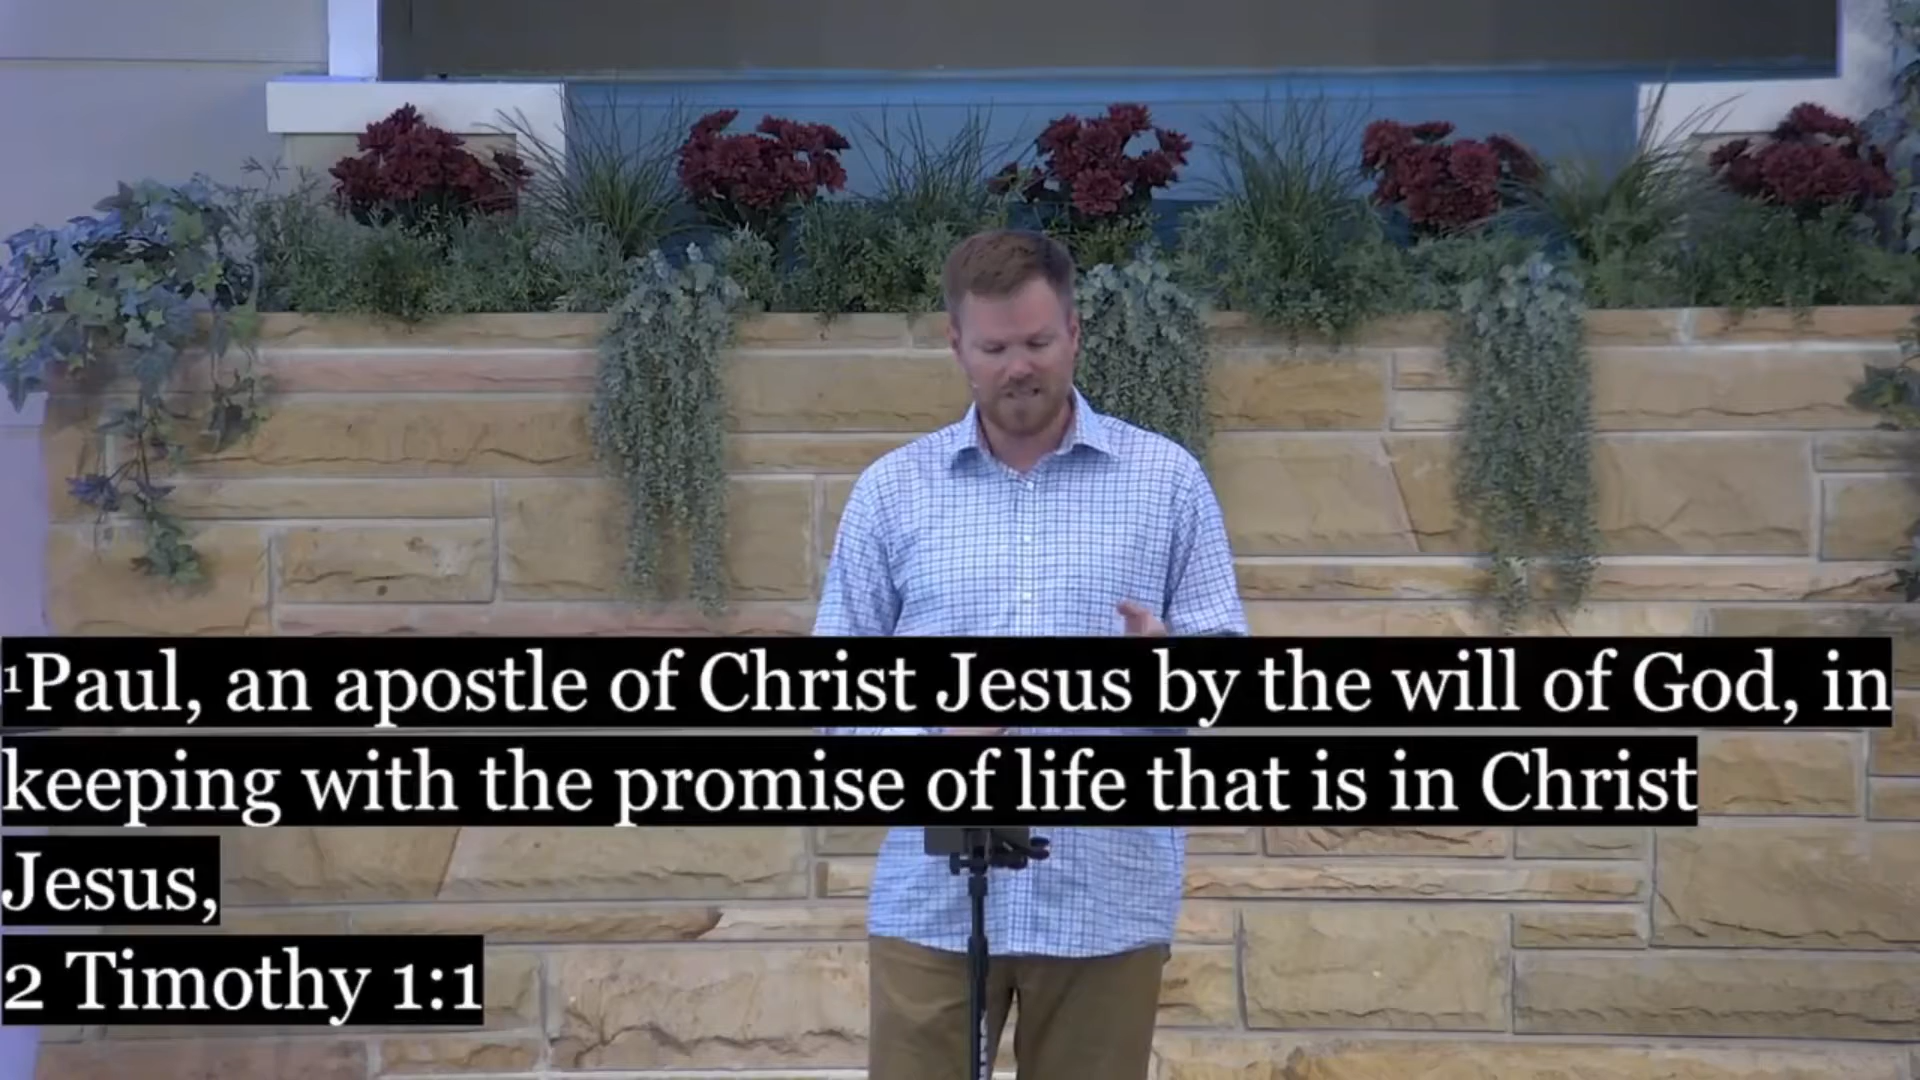 ¹Paul, an apostle of Christ Jesus by the will of God, in
keeping with the promise of life that is in Christ
Jesus,
2 Timothy 1:1